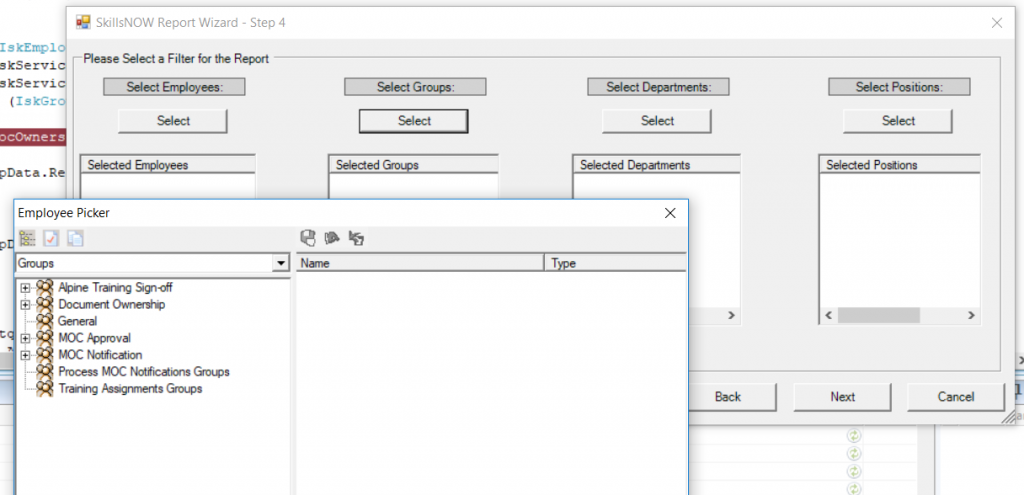 SkillsNOW Report Wizard - Step 4
IskEmplo
skServic
skServic
(IskGro
ocOwners
pData.Re
Please Select a Filter for the Report
Select Employees:
Select Groups:
Select Departments:
Select Positions:
Select
Select
Select
Select
Selected Employees
Selected Groups
Selected Departments
Selected Positions
Employee Picker
Groups
Name
Type
Alpine Training Sign-off
Document Ownership
General
MOC Approval
MOC Notification
Process MOC Notifications Groups
Training Assignments Groups
Back
Next
Cancel